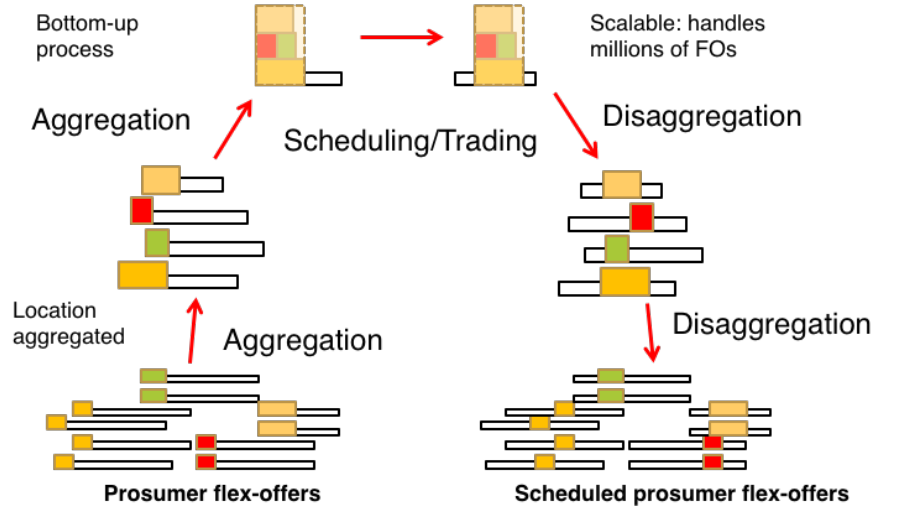 Bottom-up
process
Scalable: handles
millions of FOs
Aggregation
Disaggregation
Scheduling/Trading
Location
aggregated
Aggregation
Disaggregation
Prosumer flex-offers
Scheduled prosumer flex-offers